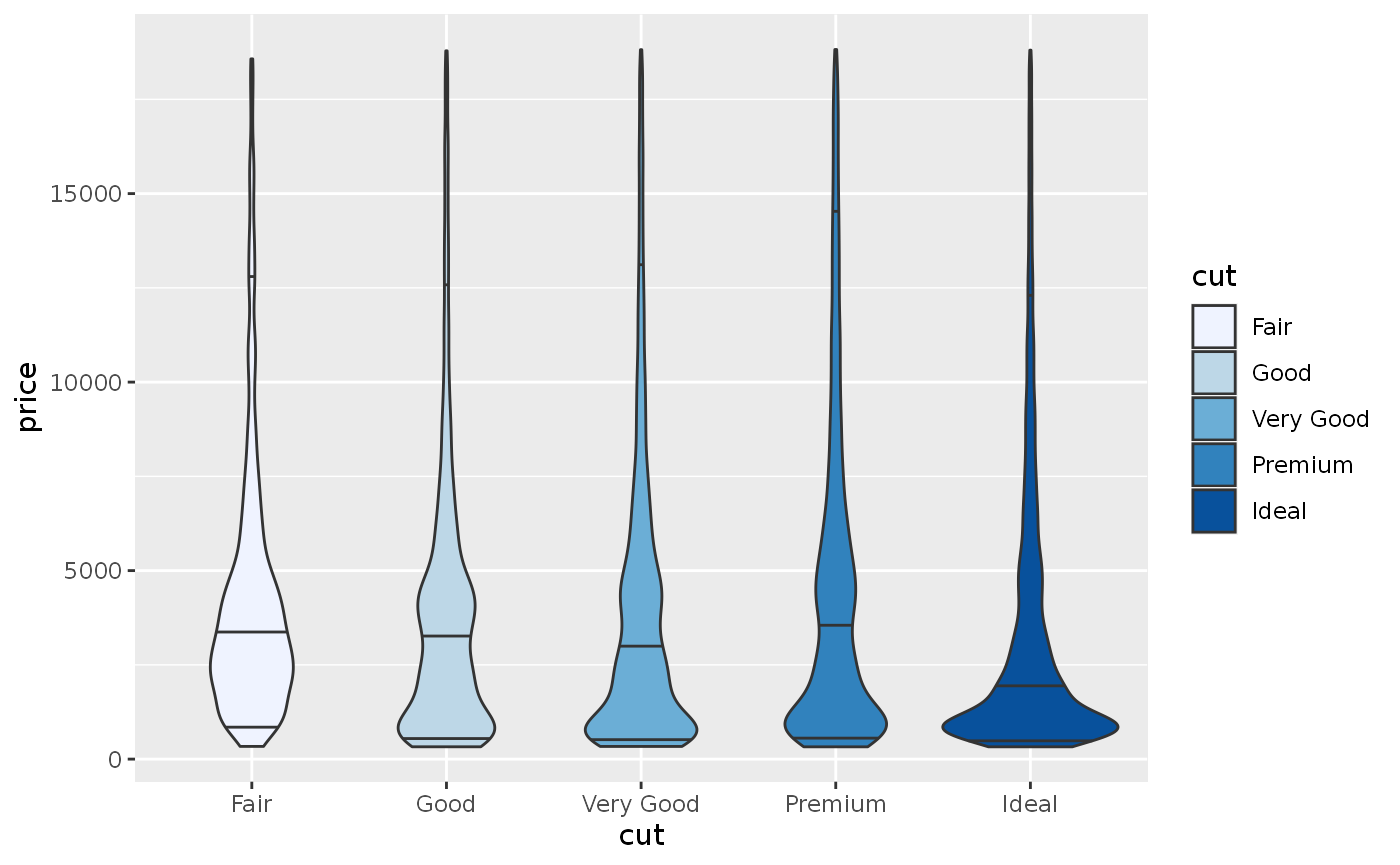 15000
10000
5000
0
price
Fair
Good
Very Good
Premium
Ideal
cut
cut
Fair
Good
Very Good
Premium
Ideal